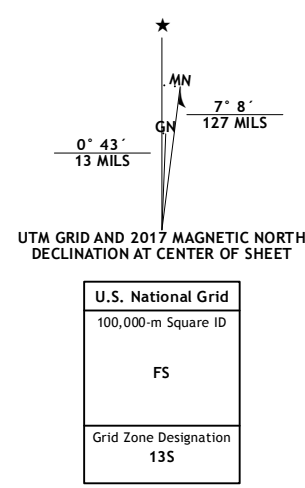 ★
MN
7° 8´
127 MILS
GN
0° 43´
13 MILS
UTM GRID AND 2017 MAGNETIC NORTH
DECLINATION AT CENTER OF SHEET
U.S. National Grid
100,000-m Square ID
FS
Grid Zone Designation
13S